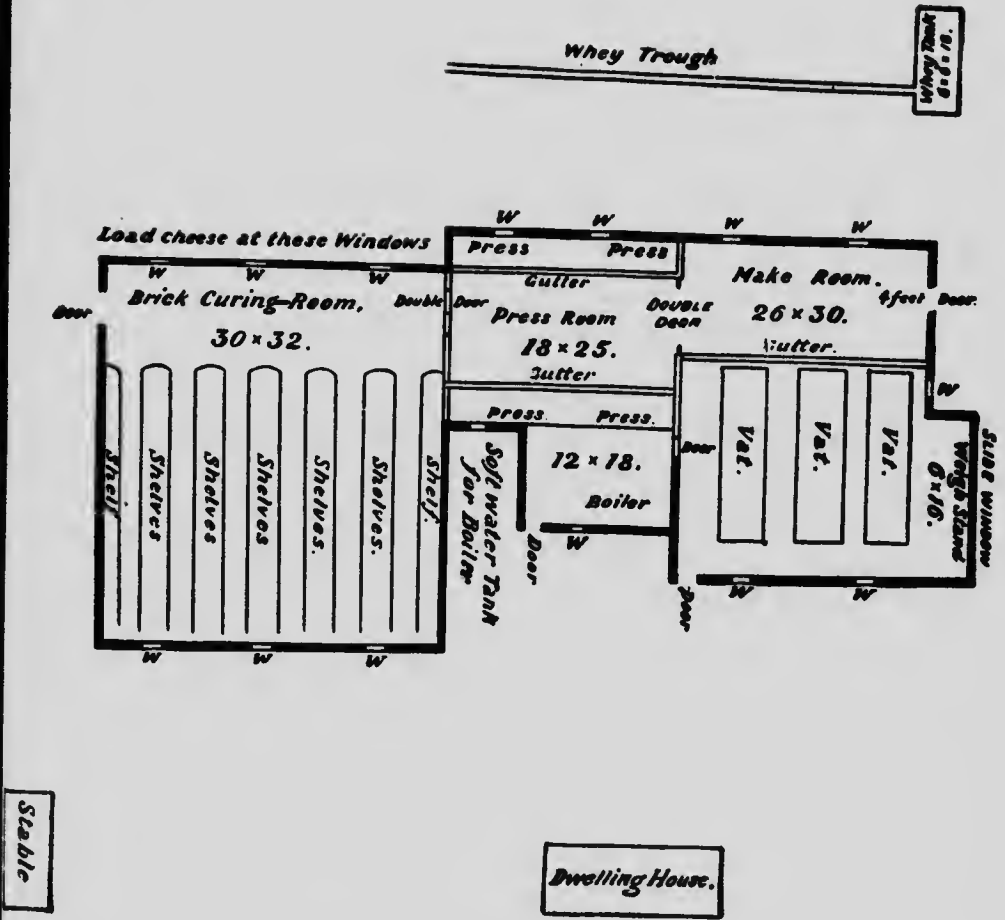 Whey Trough
Whey Tank
6 × 6 × 16.
W W W W
Load cheese at these Windows
Press Press
W W W
Gutter
Make Room.
26 × 30.
Brick Curing-Room,
30 × 32.
Door
Double Door
Press Room
18 × 25.
DOUBLE
DOOR
4 feet Door.
Gutter.
Gutter
W
Press. Press.
Shelf
Shelves
Shelves
Shelves
Shelves.
Shelves.
Shelf.
Soft water Tank
for Boiler
12 × 18.
Boiler
Door
W
Door
Vat.
Vat.
Vat.
SLIDE WINDOW
Weigh Stand
6 × 16.
Door
W W
W W W
Stable
Dwelling House.